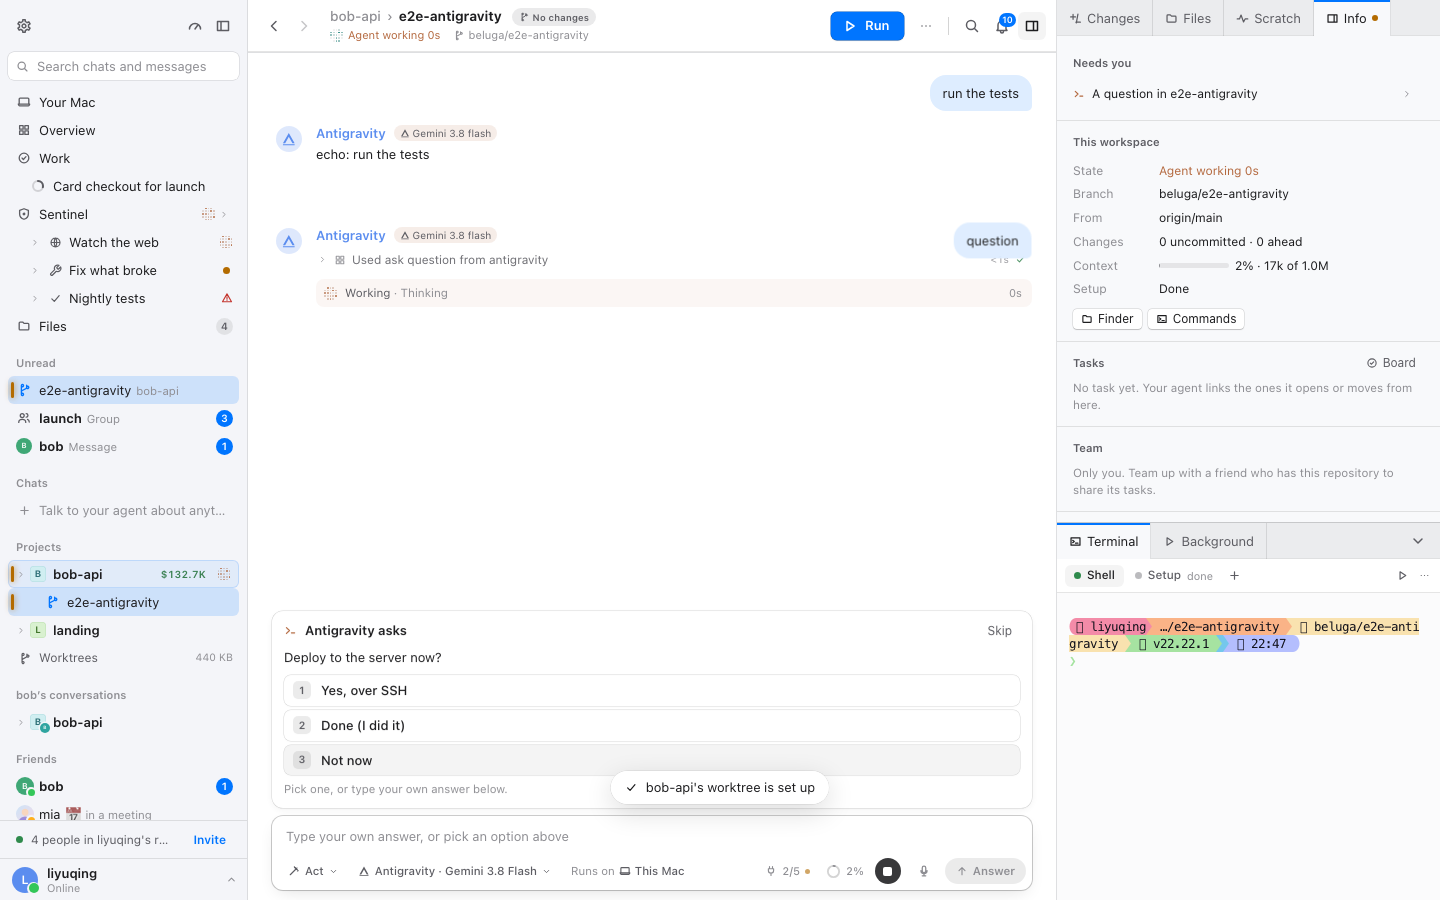 Search chats and messages
Your Mac
Overview
Work
Card checkout for launch
Sentinel
Watch the web
Fix what broke
Nightly tests
Files 4
Unread
e2e-antigravity bob-api
launch Group 3
B bob Message 1
Chats
+ Talk to your agent about anyt...
Projects
B bob-api $132.7K
e2e-antigravity
L landing
Worktrees 440 KB
bob's conversations
B bob-api
Friends
B bob 1
mia in a meeting
4 people in liyuqing's r... Invite
L liyuqing
Online
bob-api › e2e-antigravity No changes
Agent working 0s beluga/e2e-antigravity
Run
10
run the tests
Antigravity Gemini 3.8 flash
echo: run the tests
question
Antigravity Gemini 3.8 flash
Used ask question from antigravity <1s
Working · Thinking 0s
Antigravity asks Skip
Deploy to the server now?
1 Yes, over SSH
2 Done (I did it)
3 Not now
Pick one, or type your own answer below.
bob-api's worktree is set up
Type your own answer, or pick an option above
Act Antigravity · Gemini 3.8 Flash Runs on This Mac 2/5 2% Answer
Changes Files Scratch Info
Needs you
A question in e2e-antigravity
This workspace
State Agent working 0s
Branch beluga/e2e-antigravity
From origin/main
Changes 0 uncommitted · 0 ahead
Context 2% · 17k of 1.0M
Setup Done
Finder Commands
Tasks Board
No task yet. Your agent links the ones it opens or moves from
here.
Team
Only you. Team up with a friend who has this repository to
share its tasks.
Terminal Background
Shell Setup done +
liyuqing …/e2e-antigravity beluga/e2e-anti
gravity v22.22.1 22:47
❯